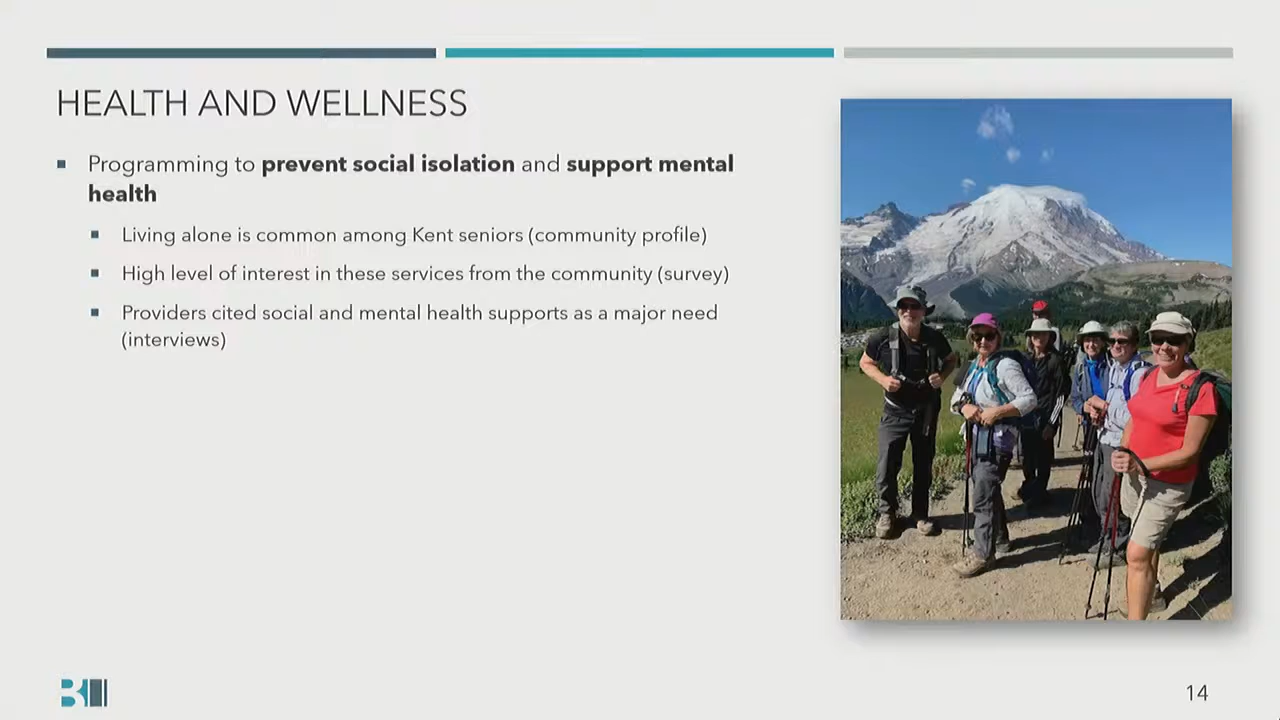 HEALTH AND WELLNESS
Programming to prevent social isolation and support mental
health
Living alone is common among Kent seniors (community profile)
High level of interest in these services from the community (survey)
Providers cited social and mental health supports as a major need
(interviews)
14